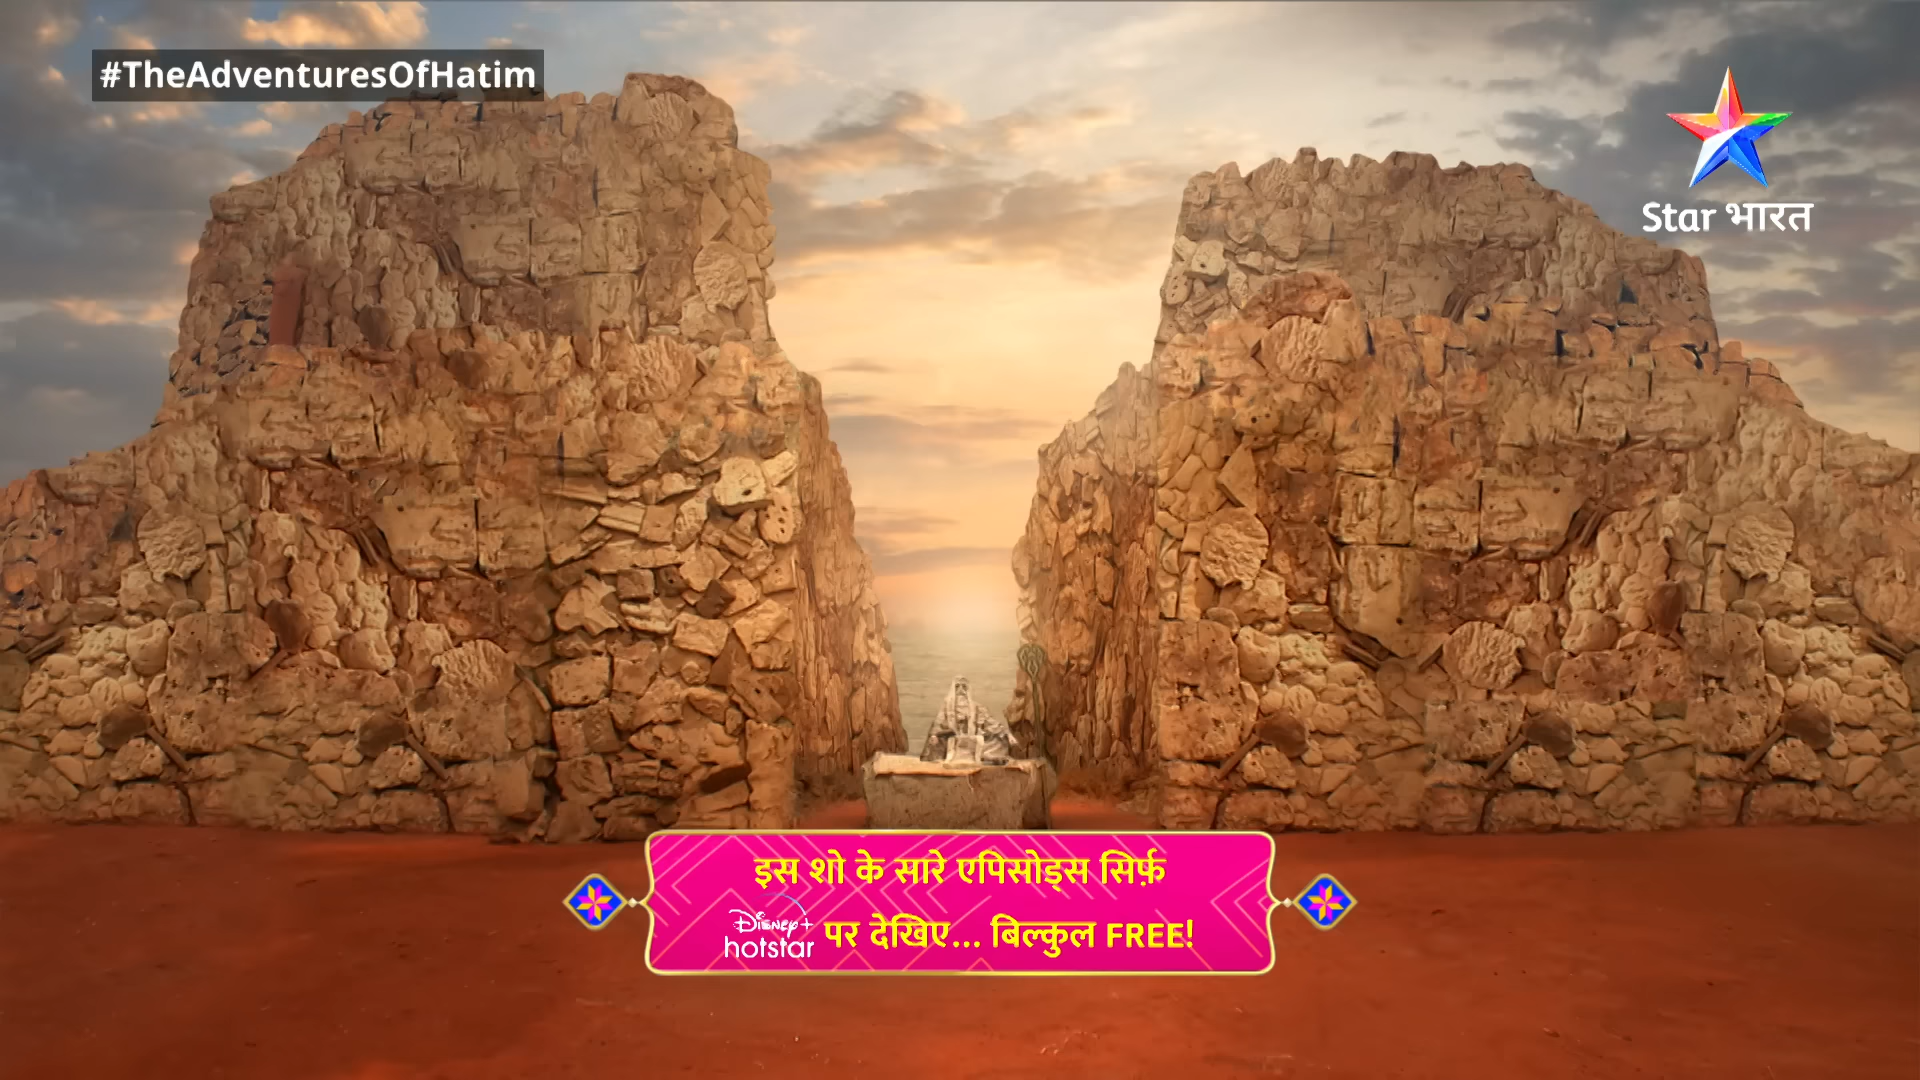 #TheAdventuresOfHatim
Star भारत
इस शो के सारे एपिसोड्स सिर्फ़
Disney+ hotstar पर देखिए... बिल्कुल FREE!